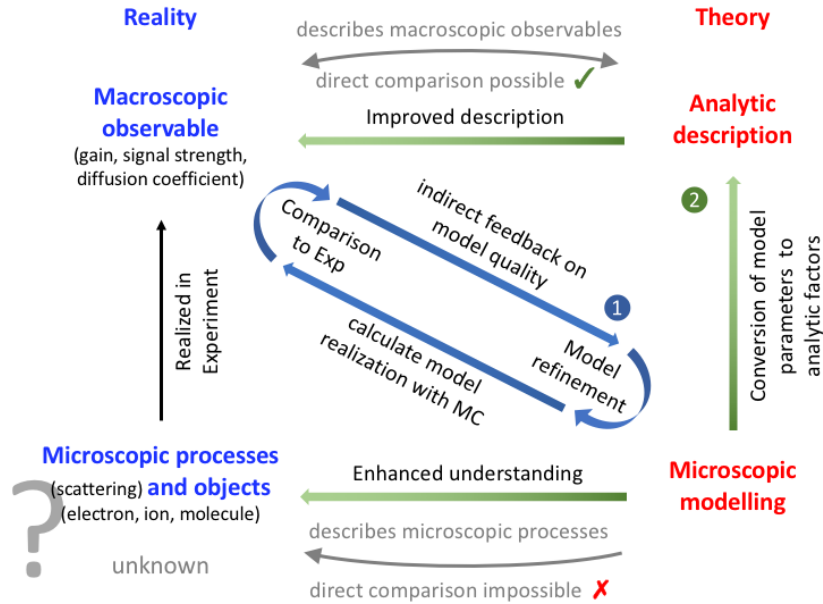 Reality
Theory
describes macroscopic observables
direct comparison possible ✓
Macroscopic
observable
(gain, signal strength,
diffusion coefficient)
Improved description
Analytic
description
indirect feedback on
model quality
Comparison
to Exp
1
2
Realized in
Experiment
calculate model
realization with MC
Model
refinement
Conversion of model
parameters to
analytic factors
Microscopic processes
(scattering) and objects
(electron, ion, molecule)
?
unknown
Enhanced understanding
Microscopic
modelling
describes microscopic processes
direct comparison impossible ✗